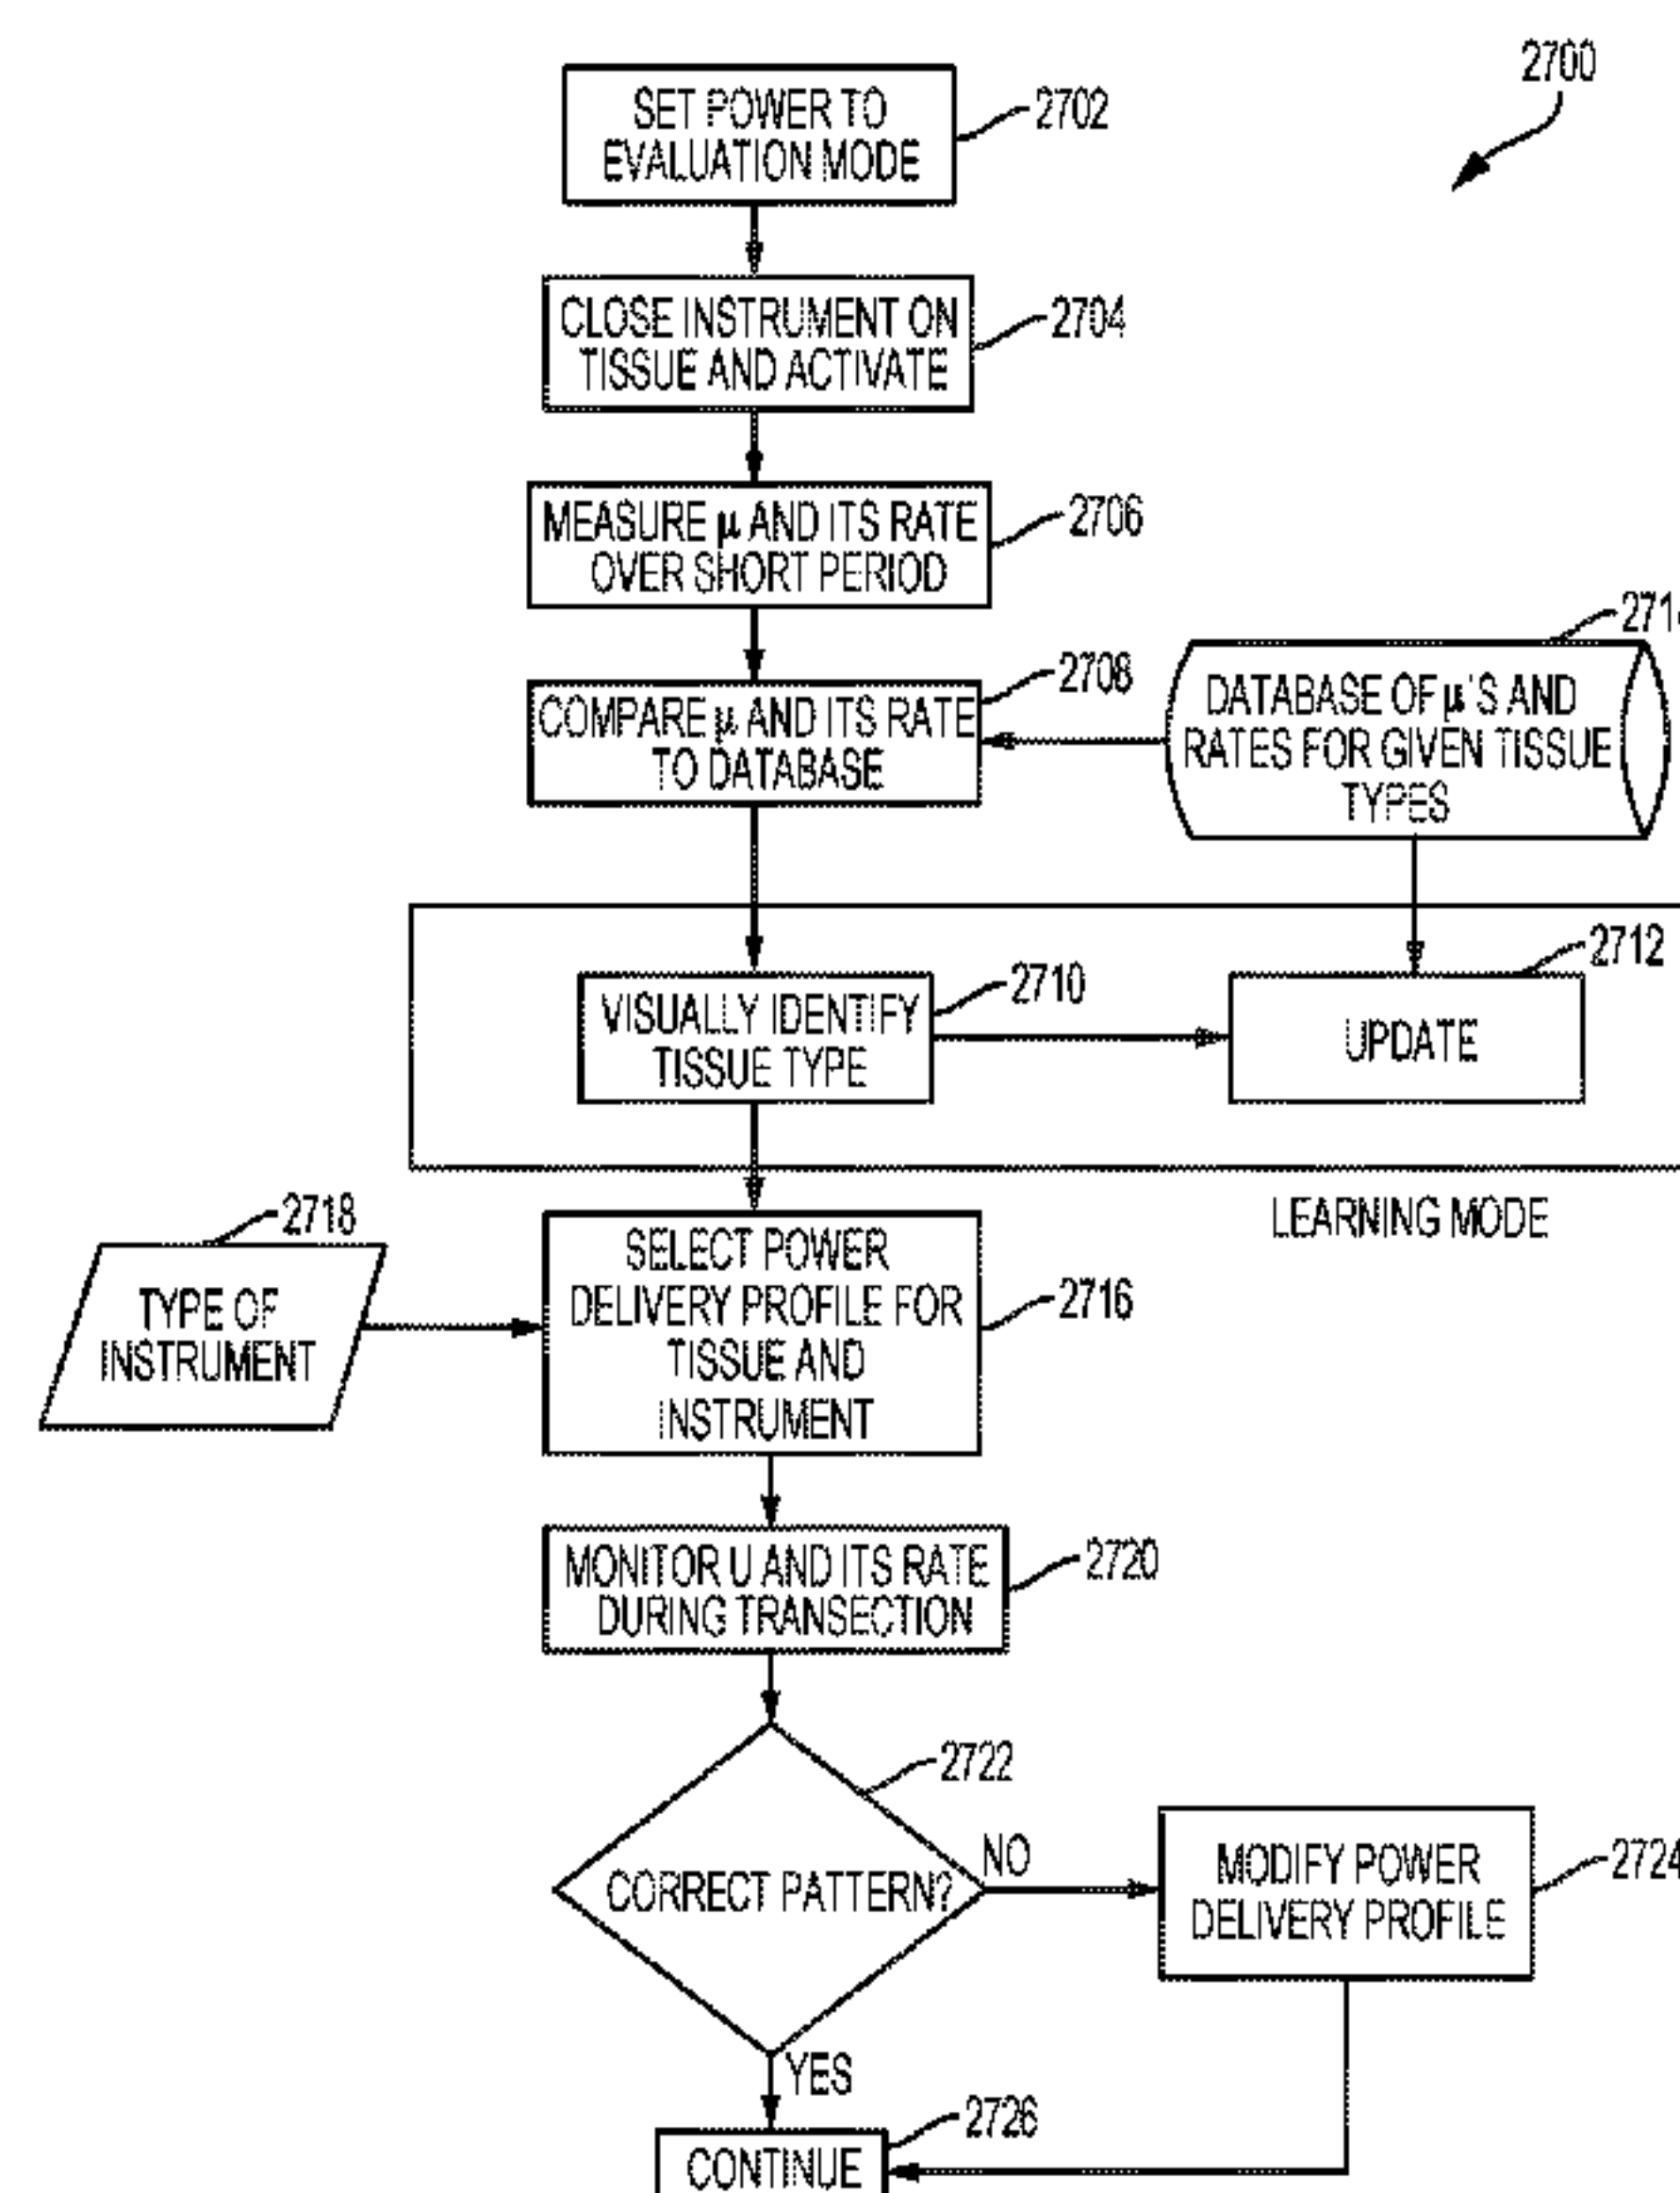 2700
SET POWER TO
EVALUATION MODE
2702
CLOSE INSTRUMENT ON
TISSUE AND ACTIVATE
2704
MEASURE μ AND ITS RATE
OVER SHORT PERIOD
2706
COMPARE μ AND ITS RATE
TO DATABASE
2708
2714
DATABASE OF μ'S AND
RATES FOR GIVEN TISSUE
TYPES
VISUALLY IDENTIFY
TISSUE TYPE
2710
2712
UPDATE
LEARNING MODE
2718
TYPE OF
INSTRUMENT
SELECT POWER
DELIVERY PROFILE FOR
TISSUE AND
INSTRUMENT
2716
MONITOR U AND ITS RATE
DURING TRANSECTION
2720
2722
CORRECT PATTERN?
NO
MODIFY POWER
DELIVERY PROFILE
2724
YES
2726
CONTINUE